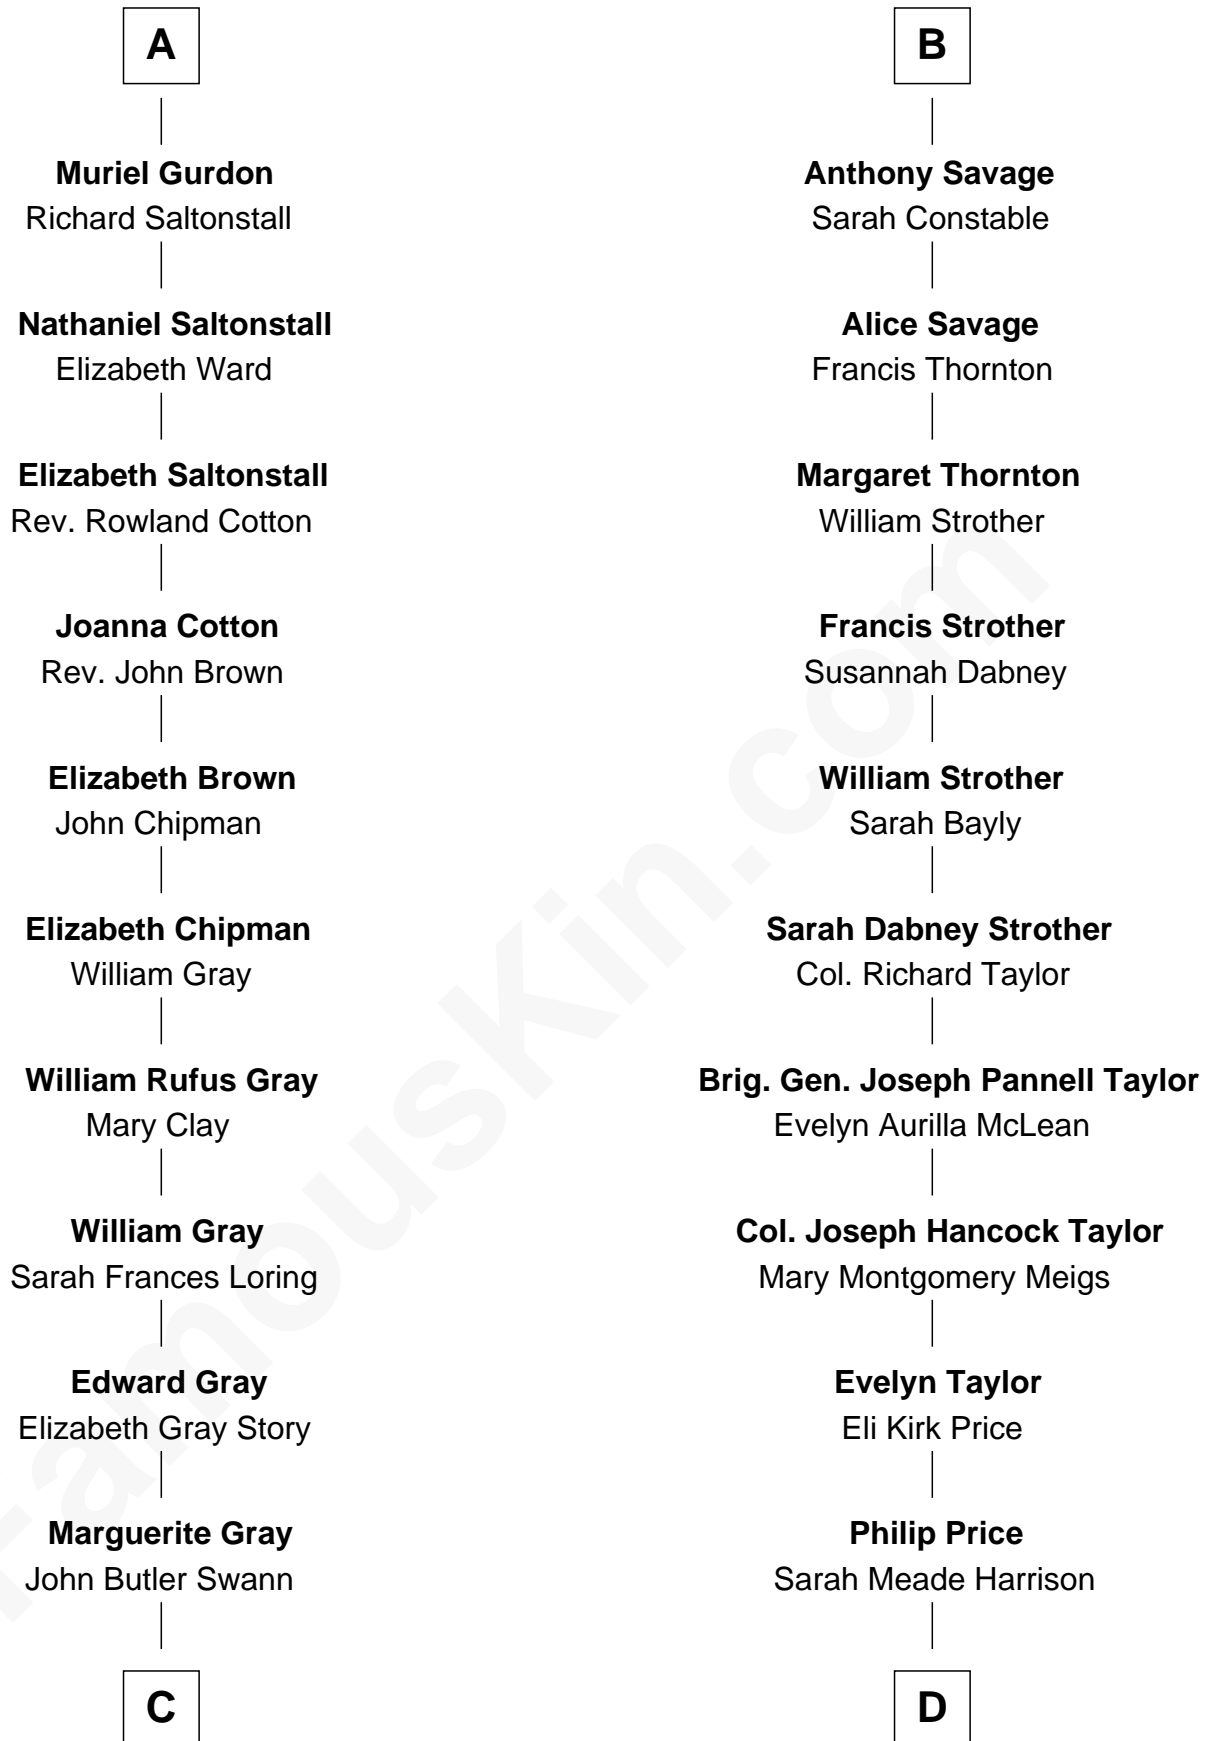 A
Muriel Gurdon
Richard Saltonstall
Nathaniel Saltonstall
Elizabeth Ward
Elizabeth Saltonstall
Rev. Rowland Cotton
Joanna Cotton
Rev. John Brown
Elizabeth Brown
John Chipman
Elizabeth Chipman
William Gray
William Rufus Gray
Mary Clay
William Gray
Sarah Frances Loring
Edward Gray
Elizabeth Gray Story
Marguerite Gray
John Butler Swann
C
B
Anthony Savage
Sarah Constable
Alice Savage
Francis Thornton
Margaret Thornton
William Strother
Francis Strother
Susannah Dabney
William Strother
Sarah Bayly
Sarah Dabney Strother
Col. Richard Taylor
Brig. Gen. Joseph Pannell Taylor
Evelyn Aurilla McLean
Col. Joseph Hancock Taylor
Mary Montgomery Meigs
Evelyn Taylor
Eli Kirk Price
Philip Price
Sarah Meade Harrison
D
FamousKin.com